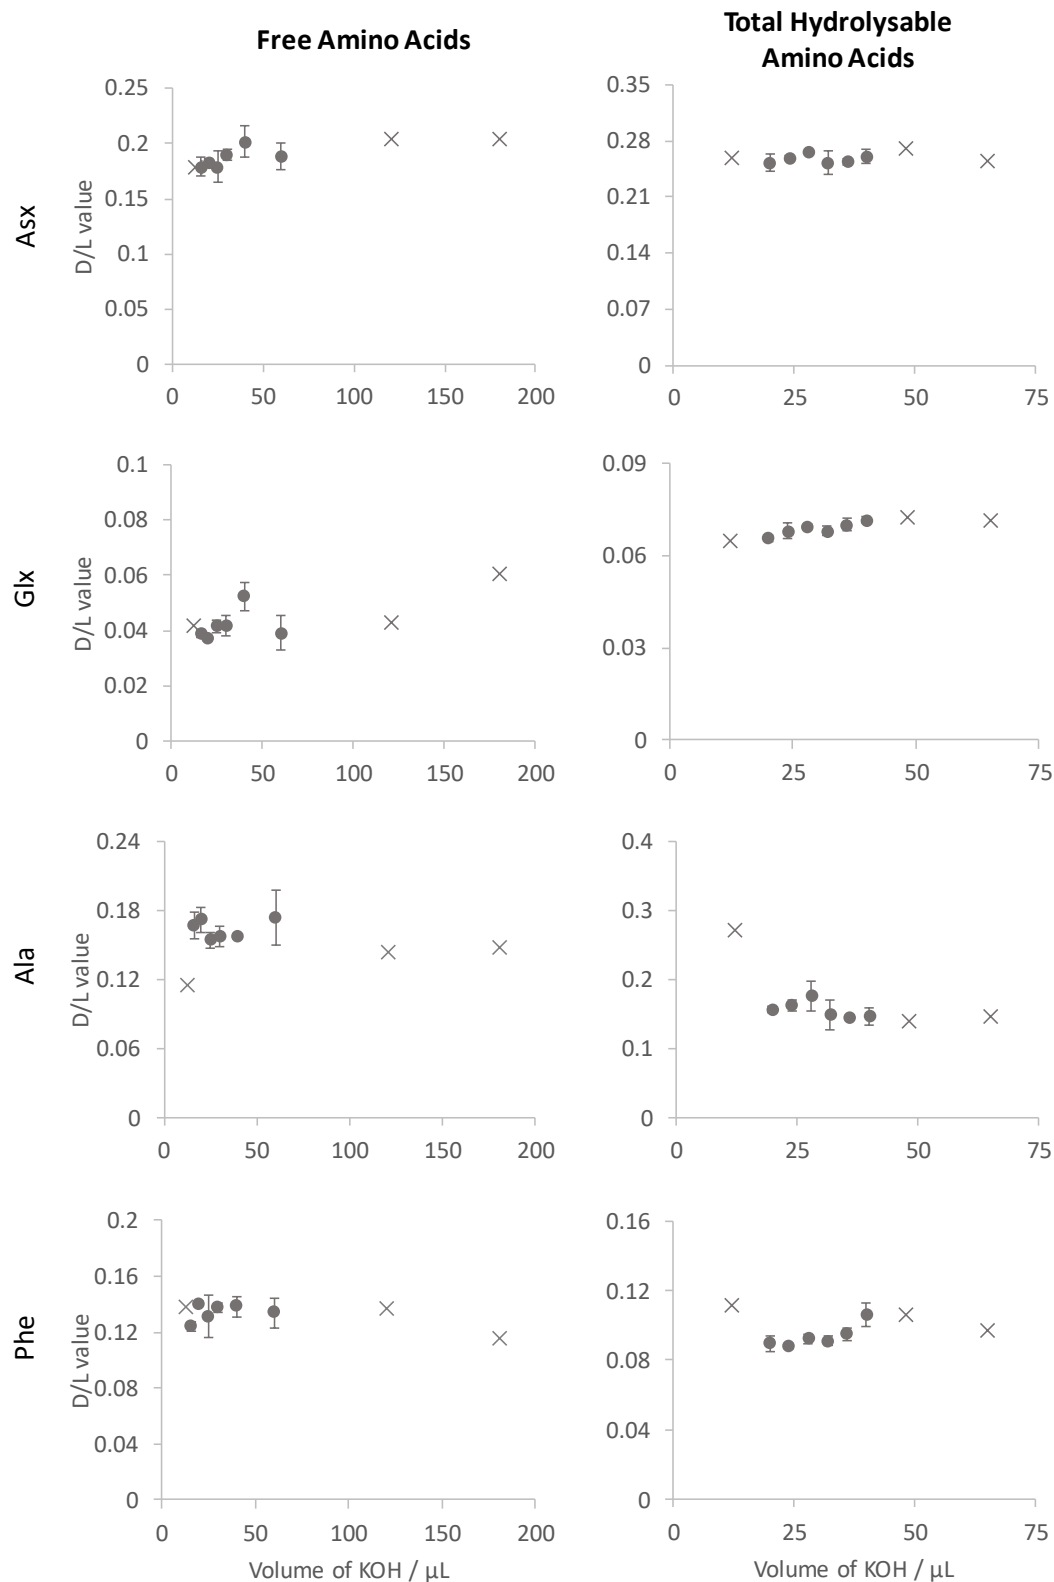 Free Amino Acids
Total Hydrolysable
Amino Acids
Asx
D/L value
0.25
0.2
0.15
0.1
0.05
0
0 50 100 150 200
0.35
0.28
0.21
0.14
0.07
0
0 25 50 75
Glx
D/L value
0.1
0.08
0.06
0.04
0.02
0
0 50 100 150 200
0.09
0.06
0.03
0
0 25 50 75
Ala
D/L value
0.24
0.18
0.12
0.06
0
0 50 100 150 200
0.4
0.3
0.2
0.1
0
0 25 50 75
Phe
D/L value
0.2
0.16
0.12
0.08
0.04
0
0 50 100 150 200
Volume of KOH / μL
0.16
0.12
0.08
0.04
0
0 25 50 75
Volume of KOH / μL